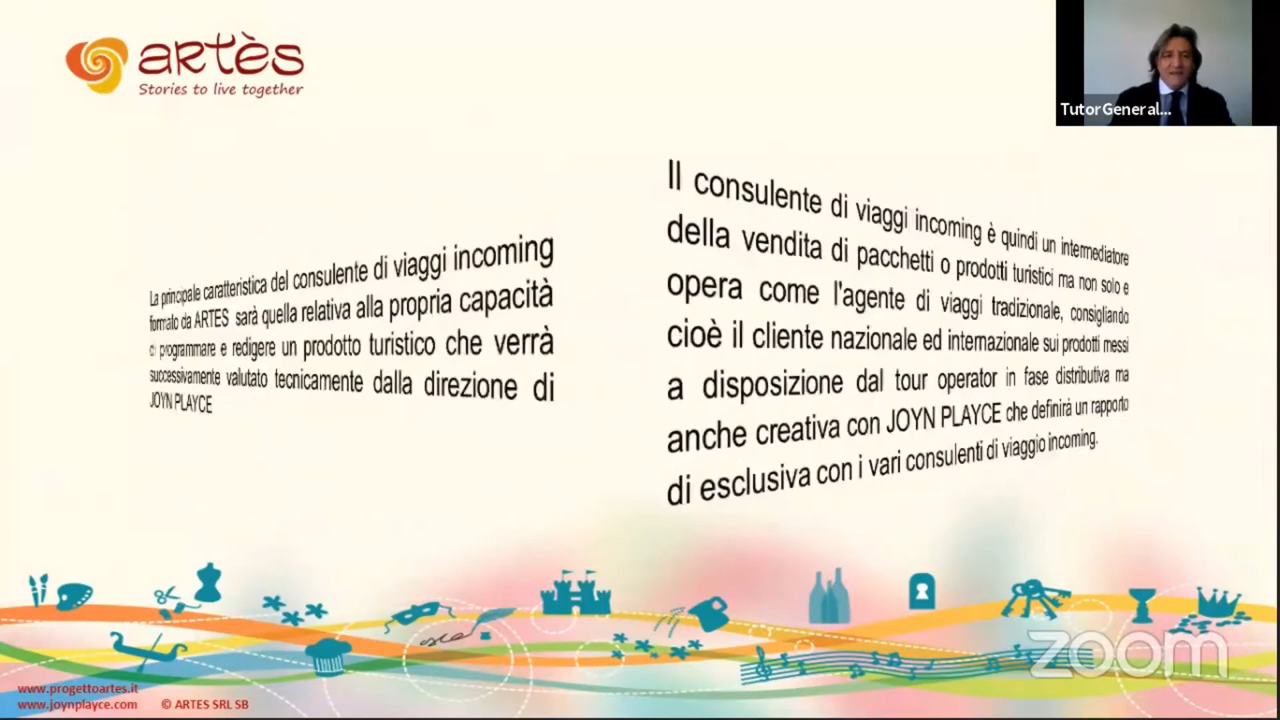 artès
Stories to live together
TutorGeneral...
La principale caratteristica del consulente di viaggi incoming
formato da ARTES sarà quella relativa alla propria capacità
di programmare e redigere un prodotto turistico che verrà
successivamente valutato tecnicamente dalla direzione di
JOYN PLAYCE
Il consulente di viaggi incoming è quindi un intermediatore
della vendita di pacchetti o prodotti turistici ma non solo e
opera come l'agente di viaggi tradizionale, consigliando
cioè il cliente nazionale ed internazionale sui prodotti messi
a disposizione dal tour operator in fase distributiva ma
anche creativa con JOYN PLAYCE che definirà un rapporto
di esclusiva con i vari consulenti di viaggio incoming.
zoom
www.progettoartes.it
www.joynplayce.com © ARTES SRL SB